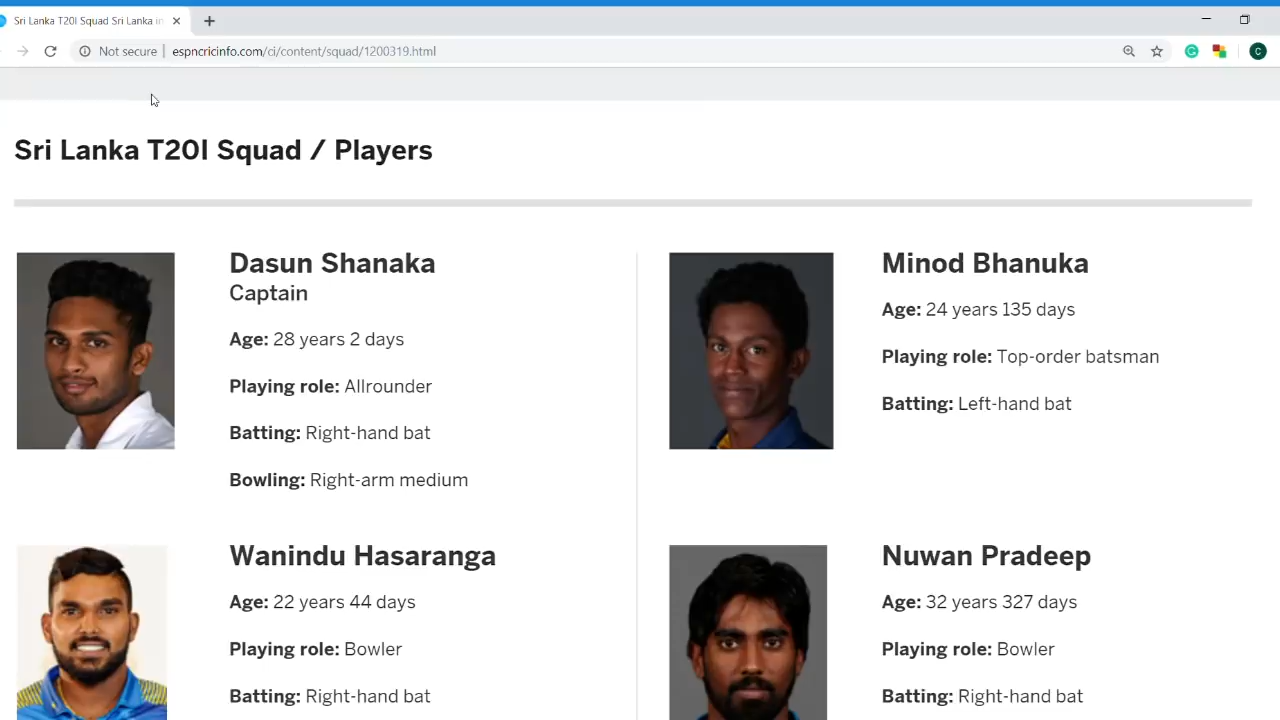 Sri Lanka T20I Squad Sri Lanka in
Not secure | espncricinfo.com/ci/content/squad/1200319.html
C
Sri Lanka T20I Squad / Players
Dasun Shanaka
Captain
Age: 28 years 2 days
Playing role: Allrounder
Batting: Right-hand bat
Bowling: Right-arm medium
Minod Bhanuka
Age: 24 years 135 days
Playing role: Top-order batsman
Batting: Left-hand bat
Wanindu Hasaranga
Age: 22 years 44 days
Playing role: Bowler
Batting: Right-hand bat
Nuwan Pradeep
Age: 32 years 327 days
Playing role: Bowler
Batting: Right-hand bat